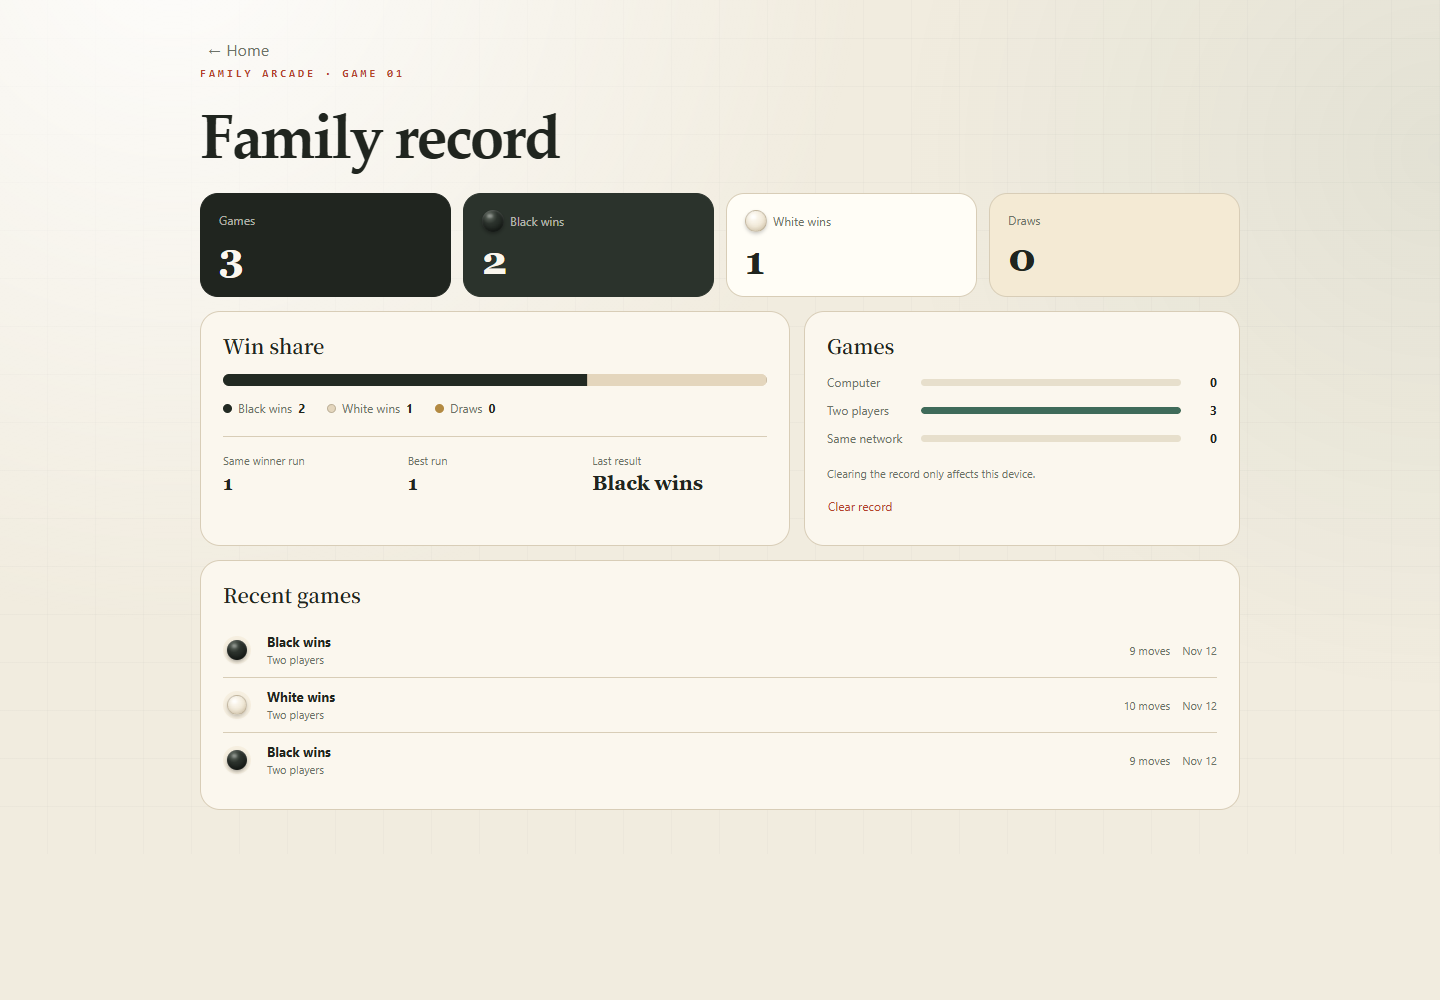 ← Home
FAMILY ARCADE · GAME 01
Family record
Games
3
Black wins
2
White wins
1
Draws
0
Win share
Black wins 2 White wins 1 Draws 0
Same winner run
1
Best run
1
Last result
Black wins
Games
Computer 0
Two players 3
Same network 0
Clearing the record only affects this device.
Clear record
Recent games
Black wins
Two players
9 moves Nov 12
White wins
Two players
10 moves Nov 12
Black wins
Two players
9 moves Nov 12